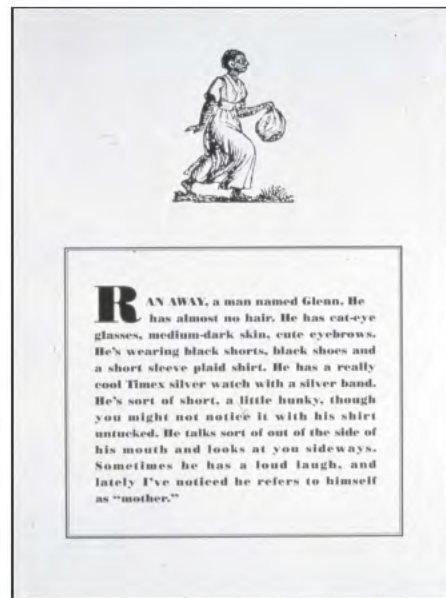 RAN AWAY, a man named Glenn. He
has almost no hair. He has cat-eye
glasses, medium-dark skin, cute eyebrows.
He's wearing black shorts, black shoes and
a short sleeve plaid shirt. He has a really
cool Timex silver watch with a silver band.
He's sort of short, a little hunky, though
you might not notice it with his shirt
untucked. He talks sort of out of the side of
his mouth and looks at you sideways.
Sometimes he has a loud laugh, and
lately I've noticed he refers to himself
as “mother.”